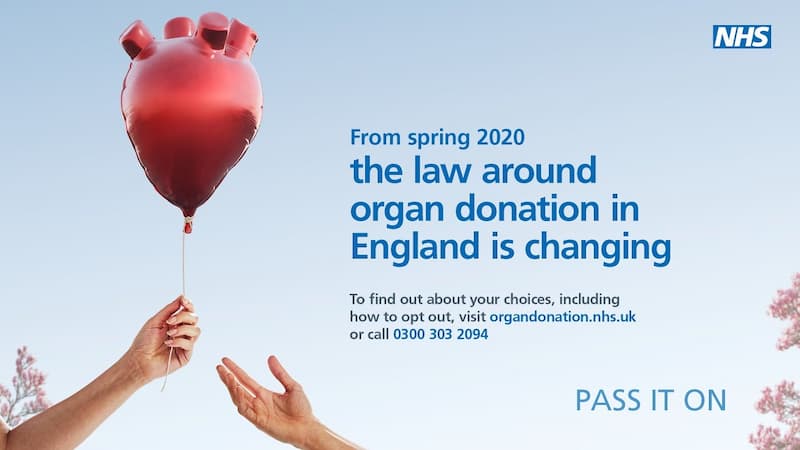 NHS
From spring 2020
the law around
organ donation in
England is changing
To find out about your choices, including
how to opt out, visit organdonation.nhs.uk
or call 0300 303 2094
PASS IT ON